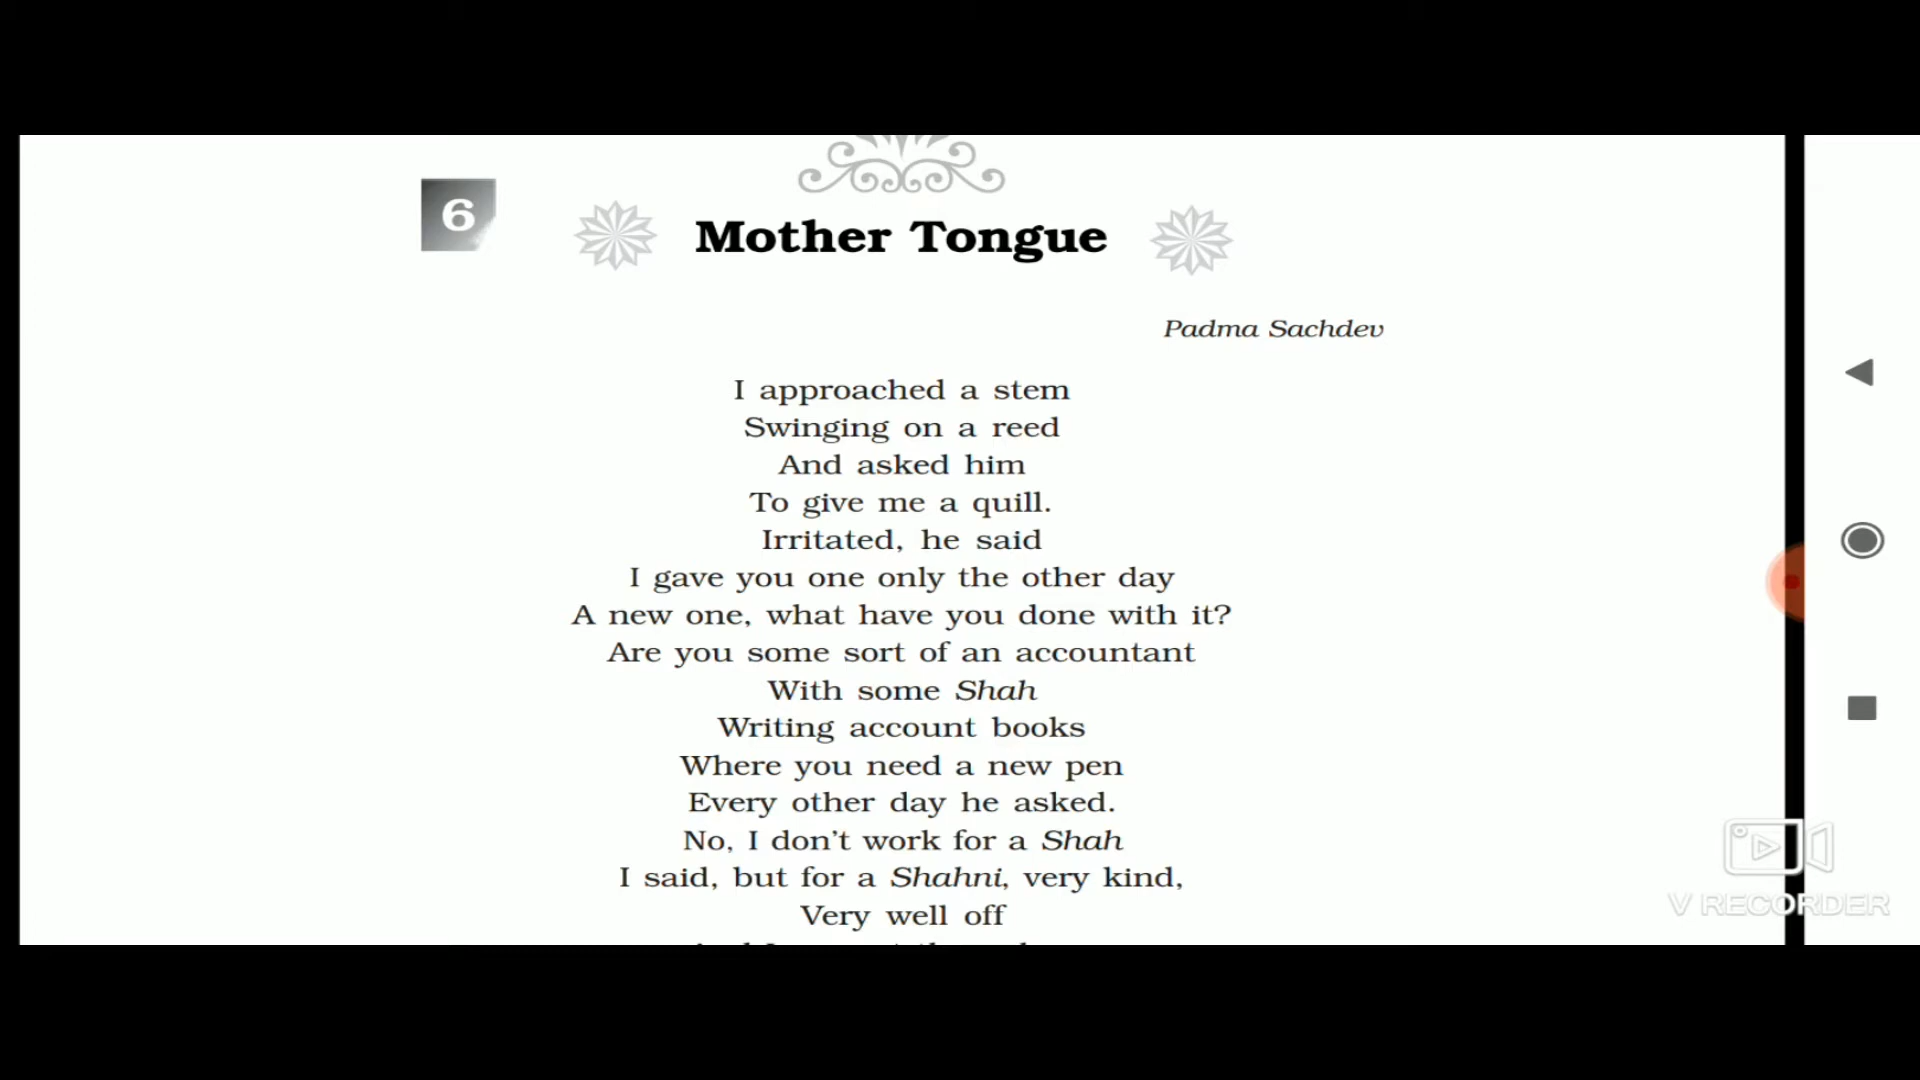 6
Mother Tongue
Padma Sachdev
I approached a stem
Swinging on a reed
And asked him
To give me a quill.
Irritated, he said
I gave you one only the other day
A new one, what have you done with it?
Are you some sort of an accountant
With some Shah
Writing account books
Where you need a new pen
Every other day he asked.
No, I don't work for a Shah
I said, but for a Shahni, very kind,
Very well off
V RECORDER